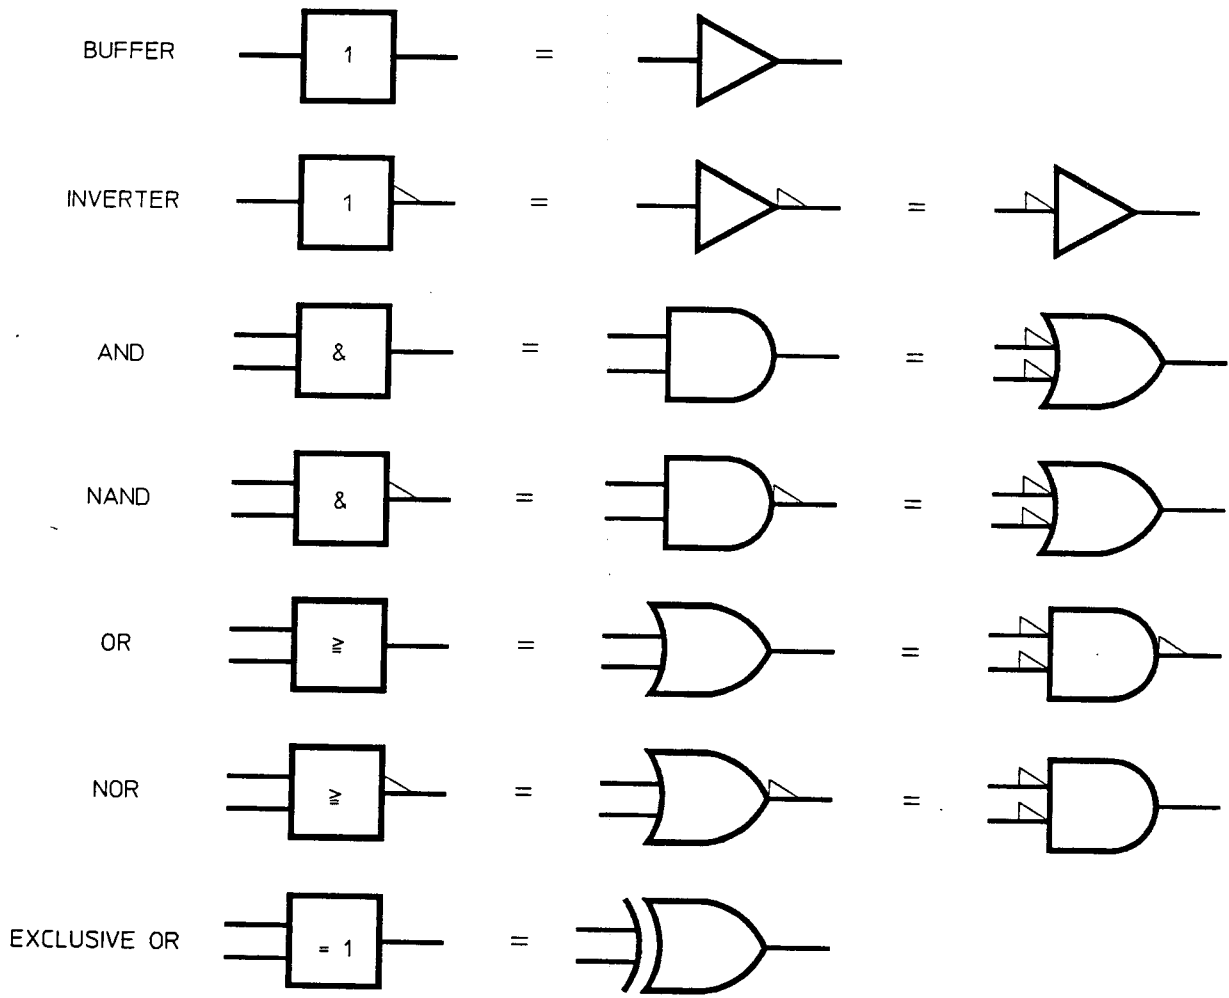 BUFFER 1 =
INVERTER 1 = =
AND & = =
NAND & = =
OR ≥ = =
NOR ≥ = =
EXCLUSIVE OR = 1 =